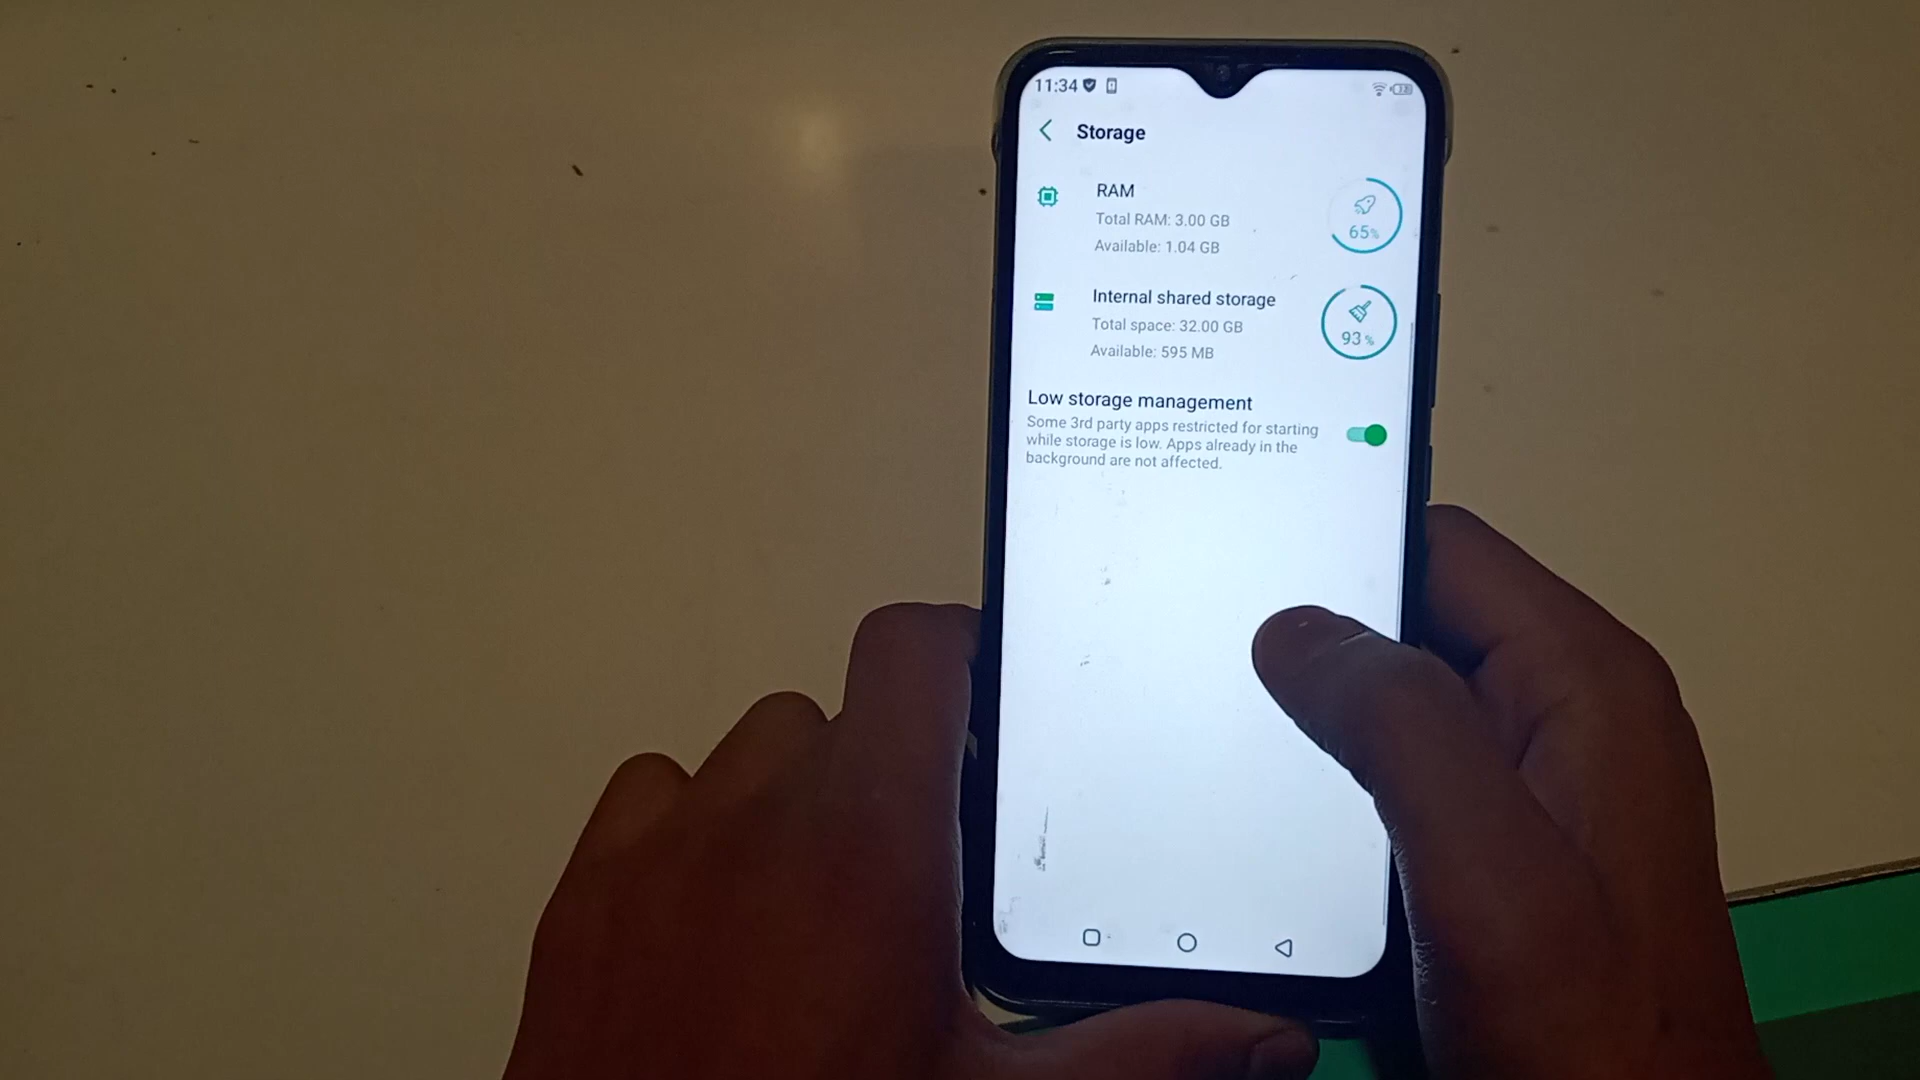 11:34
Storage
RAM
Total RAM: 3.00 GB
Available: 1.04 GB
65%
Internal shared storage
Total space: 32.00 GB
Available: 595 MB
93%
Low storage management
Some 3rd party apps restricted for starting
while storage is low. Apps already in the
background are not affected.